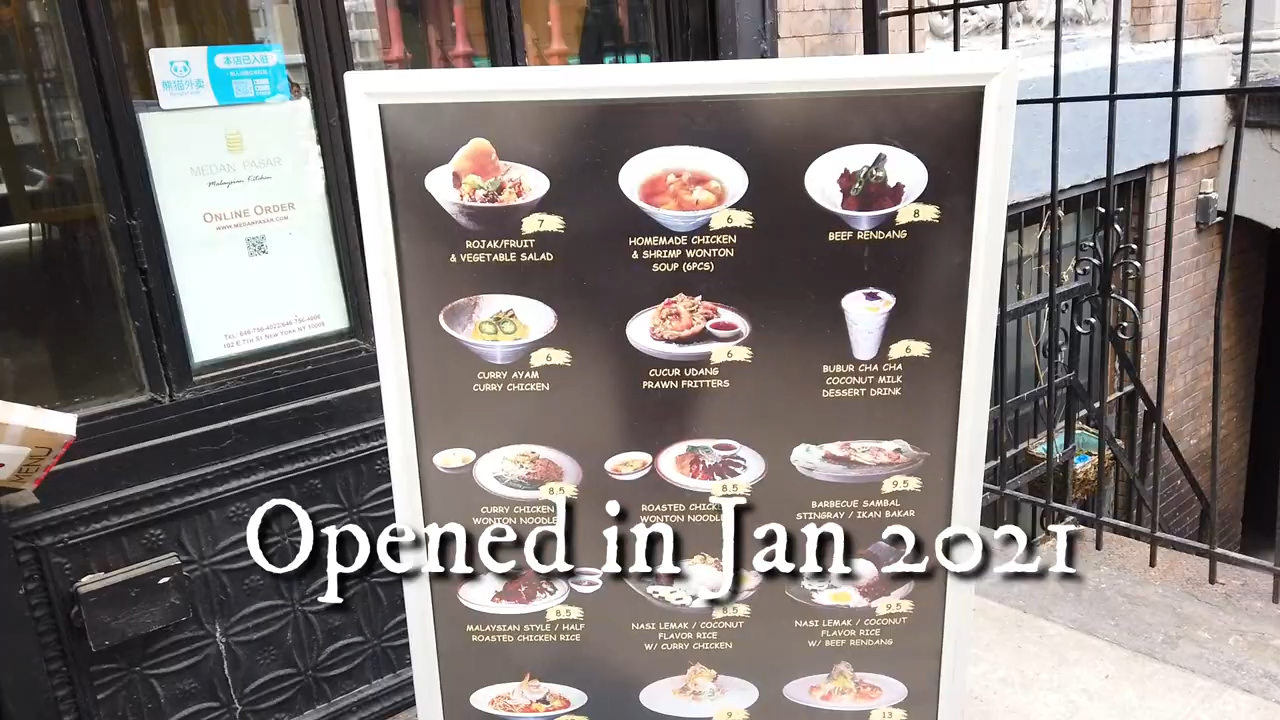 本店已入驻
熊猫外卖
MEDAN PASAR
Malaysian Kitchen
ONLINE ORDER
WWW.MEDANPASAR.COM
MENU
7
ROJAK/FRUIT
& VEGETABLE SALAD
6
HOMEMADE CHICKEN
& SHRIMP WONTON
SOUP (6PCS)
8
BEEF RENDANG
6
CURRY AYAM
CURRY CHICKEN
6
CUCUR UDANG
PRAWN FRITTERS
6
BUBUR CHA CHA
COCONUT MILK
DESSERT DRINK
8.5
CURRY CHICKEN
WONTON NOODLE
8.5
ROASTED
WONTON NOODLE
9.5
BARBECUE SAMBAL
STINGRAY / IKAN BAKAR
Opened in Jan 2021
8.5
MALAYSIAN STYLE / HALF
ROASTED CHICKEN RICE
8.5
NASI LEMAK / COCONUT
FLAVOR RICE
W/ CURRY CHICKEN
9.5
NASI LEMAK / COCONUT
FLAVOR RICE
W/ BEEF RENDANG
9
13